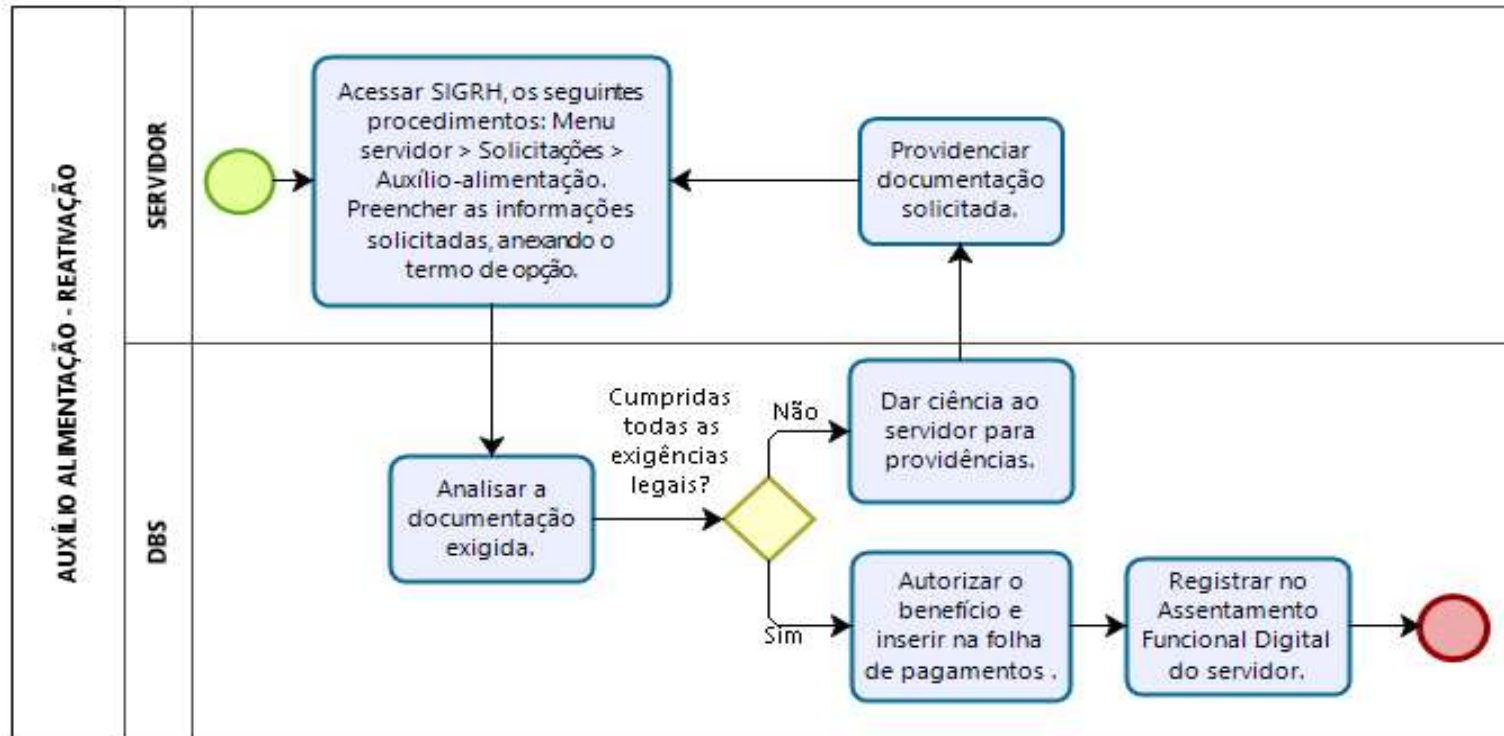 AUXÍLIO ALIMENTAÇÃO - REATIVAÇÃO
SERVIDOR
Acessar SIGRH, os seguintes
procedimentos: Menu
servidor > Solicitações >
Auxílio-alimentação.
Preencher as informações
solicitadas, anexando o
termo de opção.
Providenciar
documentação
solicitada.
DBS
Analisar a
documentação
exigida.
Cumpridas
todas as
exigências
legais?
Não
Dar ciência ao
servidor para
providências.
Sim
Autorizar o
benefício e
inserir na folha
de pagamentos .
Registrar no
Assentamento
Funcional Digital
do servidor.